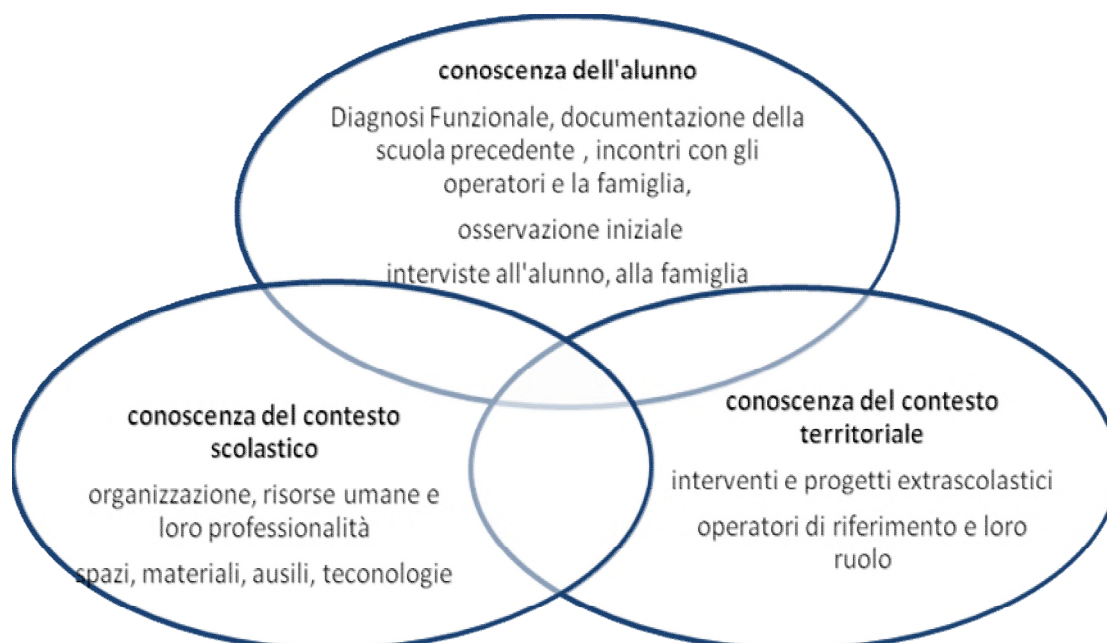 conoscenza dell'alunno
Diagnosi Funzionale, documentazione della
scuola precedente , incontri con gli
operatori e la famiglia,
osservazione iniziale
interviste all'alunno, alla famiglia
conoscenza del contesto
scolastico
organizzazione, risorse umane e
loro professionalità
spazi, materiali, ausili, teconologie
conoscenza del contesto
territoriale
interventi e progetti extrascolastici
operatori di riferimento e loro
ruolo